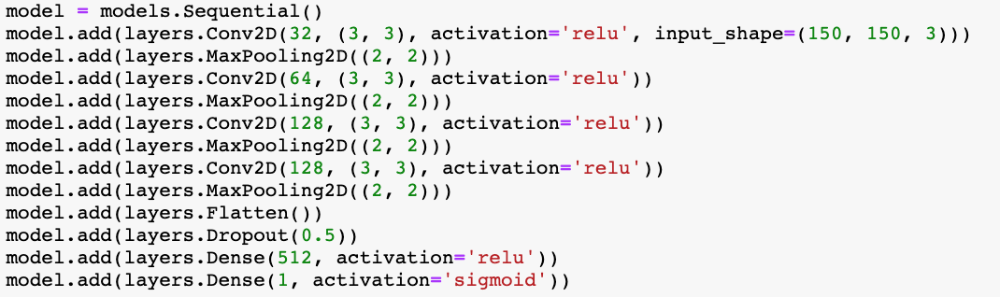 model = models.Sequential()
model.add(layers.Conv2D(32, (3, 3), activation='relu', input_shape=(150, 150, 3)))
model.add(layers.MaxPooling2D((2, 2)))
model.add(layers.Conv2D(64, (3, 3), activation='relu'))
model.add(layers.MaxPooling2D((2, 2)))
model.add(layers.Conv2D(128, (3, 3), activation='relu'))
model.add(layers.MaxPooling2D((2, 2)))
model.add(layers.Conv2D(128, (3, 3), activation='relu'))
model.add(layers.MaxPooling2D((2, 2)))
model.add(layers.Flatten())
model.add(layers.Dropout(0.5))
model.add(layers.Dense(512, activation='relu'))
model.add(layers.Dense(1, activation='sigmoid'))